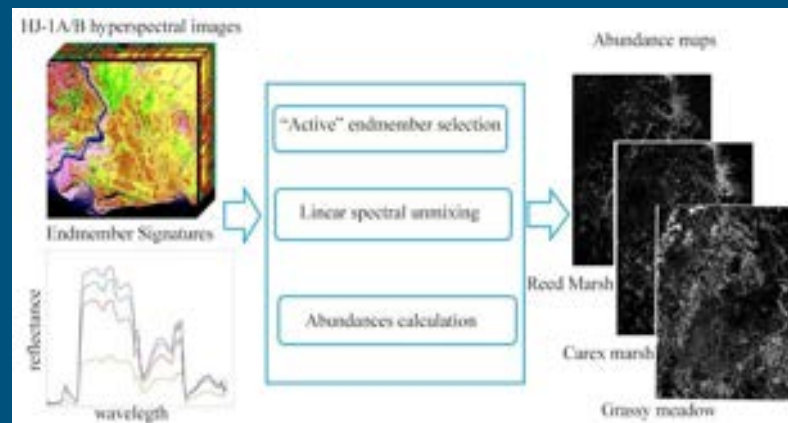 HJ-1A/B hyperspectral images
Endmember Signatures
reflectance
wavelegth
“Active” endmember selection
Linear spectral unmixing
Abundances calculation
Abundance maps
Reed Marsh
Carex marsh
Grassy meadow